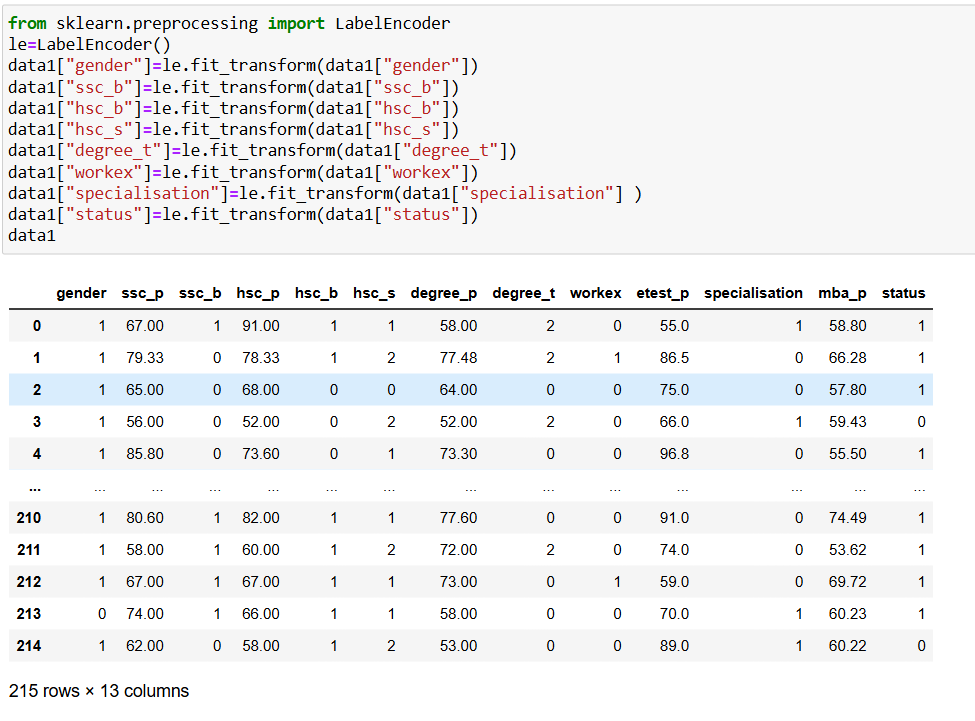 from sklearn.preprocessing import LabelEncoder
le=LabelEncoder()
data1["gender"]=le.fit_transform(data1["gender"])
data1["ssc_b"]=le.fit_transform(data1["ssc_b"])
data1["hsc_b"]=le.fit_transform(data1["hsc_b"])
data1["hsc_s"]=le.fit_transform(data1["hsc_s"])
data1["degree_t"]=le.fit_transform(data1["degree_t"])
data1["workex"]=le.fit_transform(data1["workex"])
data1["specialisation"]=le.fit_transform(data1["specialisation"] )
data1["status"]=le.fit_transform(data1["status"])
data1
gender ssc_p ssc_b hsc_p hsc_b hsc_s degree_p degree_t workex etest_p specialisation mba_p status
0 1 67.00 1 91.00 1 1 58.00 2 0 55.0 1 58.80 1
1 1 79.33 0 78.33 1 2 77.48 2 1 86.5 0 66.28 1
2 1 65.00 0 68.00 0 0 64.00 0 0 75.0 0 57.80 1
3 1 56.00 0 52.00 0 2 52.00 2 0 66.0 1 59.43 0
4 1 85.80 0 73.60 0 1 73.30 0 0 96.8 0 55.50 1
... ... ... ... ... ... ... ... ... ... ... ... ... ...
210 1 80.60 1 82.00 1 1 77.60 0 0 91.0 0 74.49 1
211 1 58.00 1 60.00 1 2 72.00 2 0 74.0 0 53.62 1
212 1 67.00 1 67.00 1 1 73.00 0 1 59.0 0 69.72 1
213 0 74.00 1 66.00 1 1 58.00 0 0 70.0 1 60.23 1
214 1 62.00 0 58.00 1 2 53.00 0 0 89.0 1 60.22 0
215 rows × 13 columns